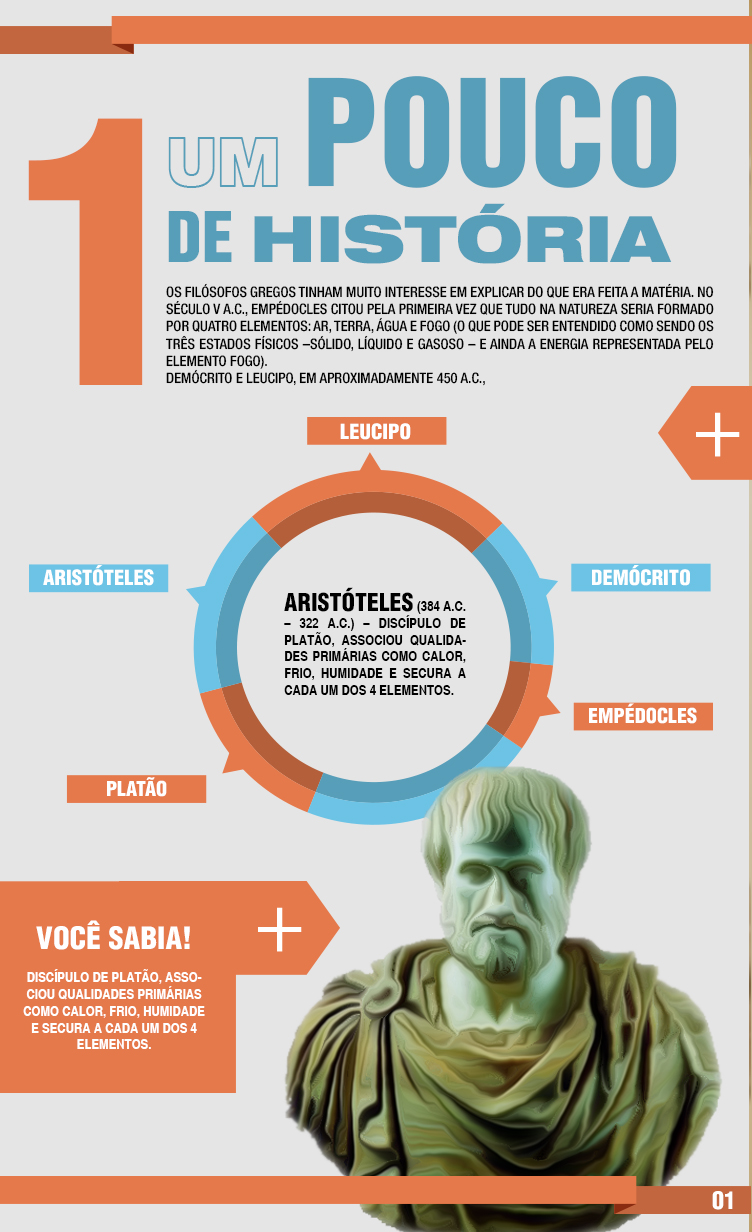 1
UM POUCO
DE HISTÓRIA
OS FILÓSOFOS GREGOS TINHAM MUITO INTERESSE EM EXPLICAR DO QUE ERA FEITA A MATÉRIA. NO
SÉCULO V A.C., EMPÉDOCLES CITOU PELA PRIMEIRA VEZ QUE TUDO NA NATUREZA SERIA FORMADO
POR QUATRO ELEMENTOS: AR, TERRA, ÁGUA E FOGO (O QUE PODE SER ENTENDIDO COMO SENDO OS
TRÊS ESTADOS FÍSICOS –SÓLIDO, LÍQUIDO E GASOSO – E AINDA A ENERGIA REPRESENTADA PELO
ELEMENTO FOGO).
DEMÓCRITO E LEUCIPO, EM APROXIMADAMENTE 450 A.C.,
+
LEUCIPO
ARISTÓTELES
DEMÓCRITO
ARISTÓTELES (384 A.C.
– 322 A.C.) – DISCÍPULO DE
PLATÃO, ASSOCIOU QUALIDA-
DES PRIMÁRIAS COMO CALOR,
FRIO, HUMIDADE E SECURA A
CADA UM DOS 4 ELEMENTOS.
EMPÉDOCLES
PLATÃO
+
VOCÊ SABIA!
DISCÍPULO DE PLATÃO, ASSO-
CIOU QUALIDADES PRIMÁRIAS
COMO CALOR, FRIO, HUMIDADE
E SECURA A CADA UM DOS 4
ELEMENTOS.
01